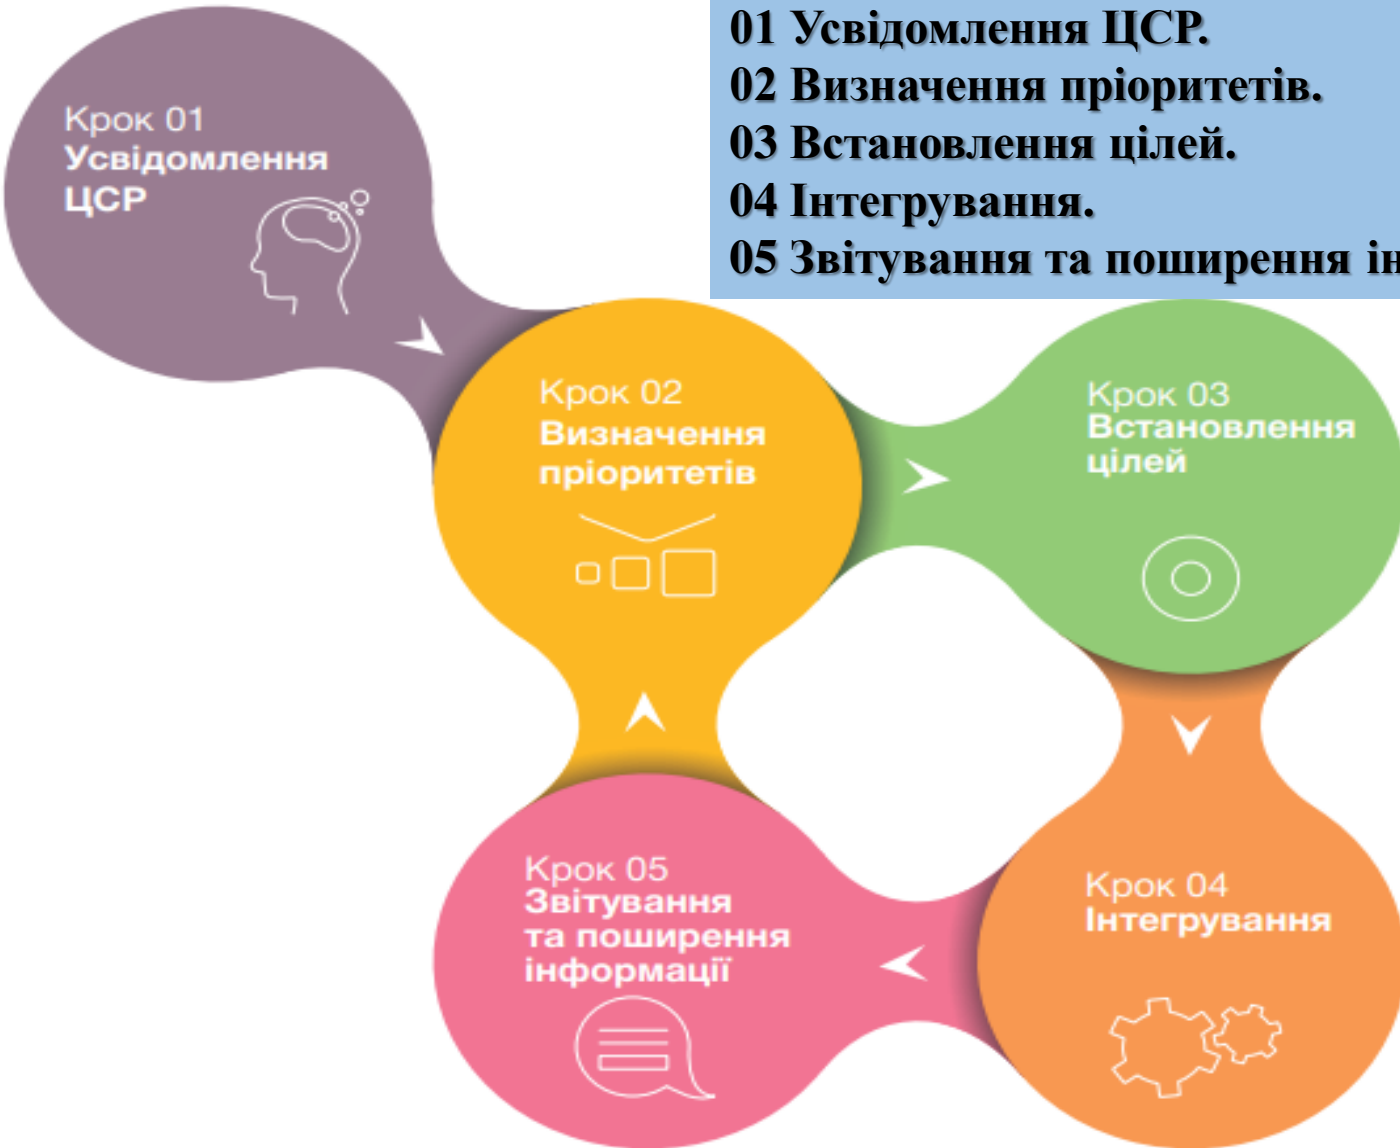 01 Усвідомлення ЦСР.
02 Визначення пріоритетів.
03 Встановлення цілей.
04 Інтегрування.
05 Звітування та поширення
Крок 01
Усвідомлення
ЦСР
Крок 02
Визначення
пріоритетів
Крок 03
Встановлення
цілей
Крок 04
Інтегрування
Крок 05
Звітування
та поширення
інформації